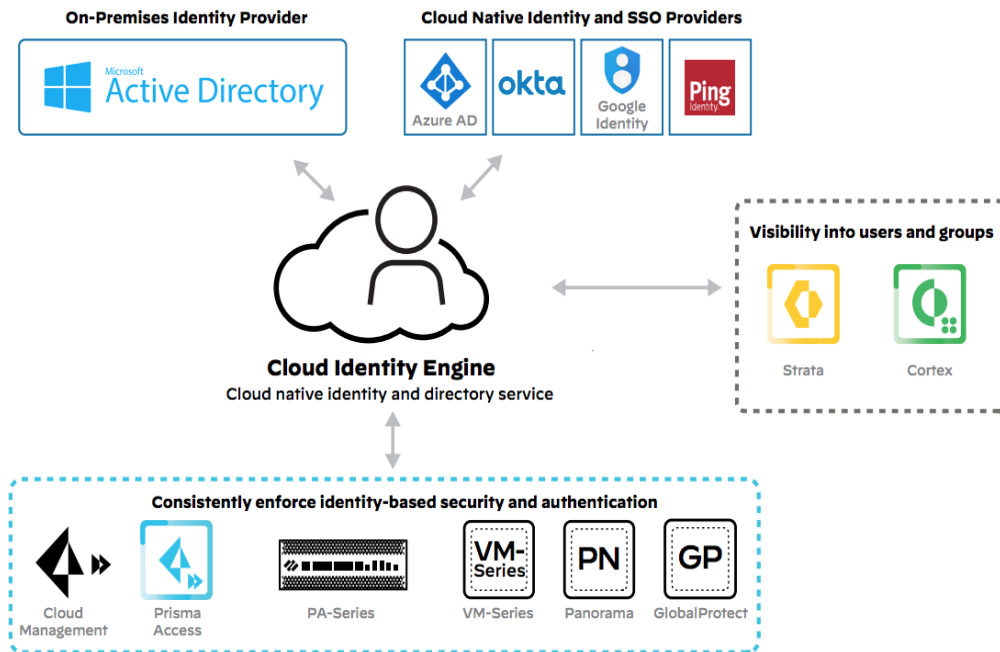 On-Premises Identity Provider
Cloud Native Identity and SSO Providers
Microsoft
Active Directory
Azure AD
okta
Google
Identity
Ping
Identity.
Visibility into users and groups
Strata
Cortex
Cloud Identity Engine
Cloud native identity and directory service
Consistently enforce identity-based security and authentication
VM-
Series
PN
GP
Cloud
Management
Prisma
Access
PA-Series
VM-Series
Panorama
GlobalProtect